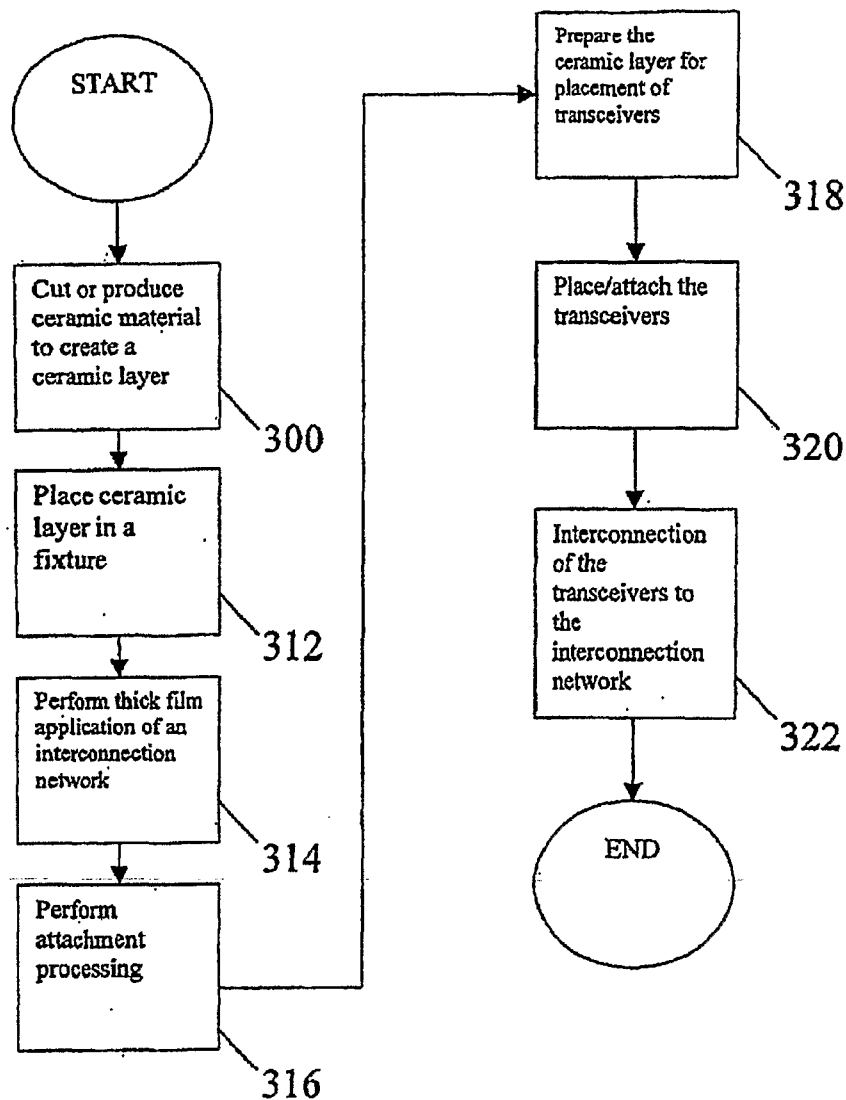 START
Cut or produce
ceramic material
to create a
ceramic layer
300
Place ceramic
layer in a
fixture
312
Perform thick film
application of an
interconnection
network
314
Perform
attachment
processing
316
Prepare the
ceramic layer for
placement of
transceivers
318
Place/attach the
transceivers
320
Interconnection
of the
transceivers to
the
interconnection
network
322
END